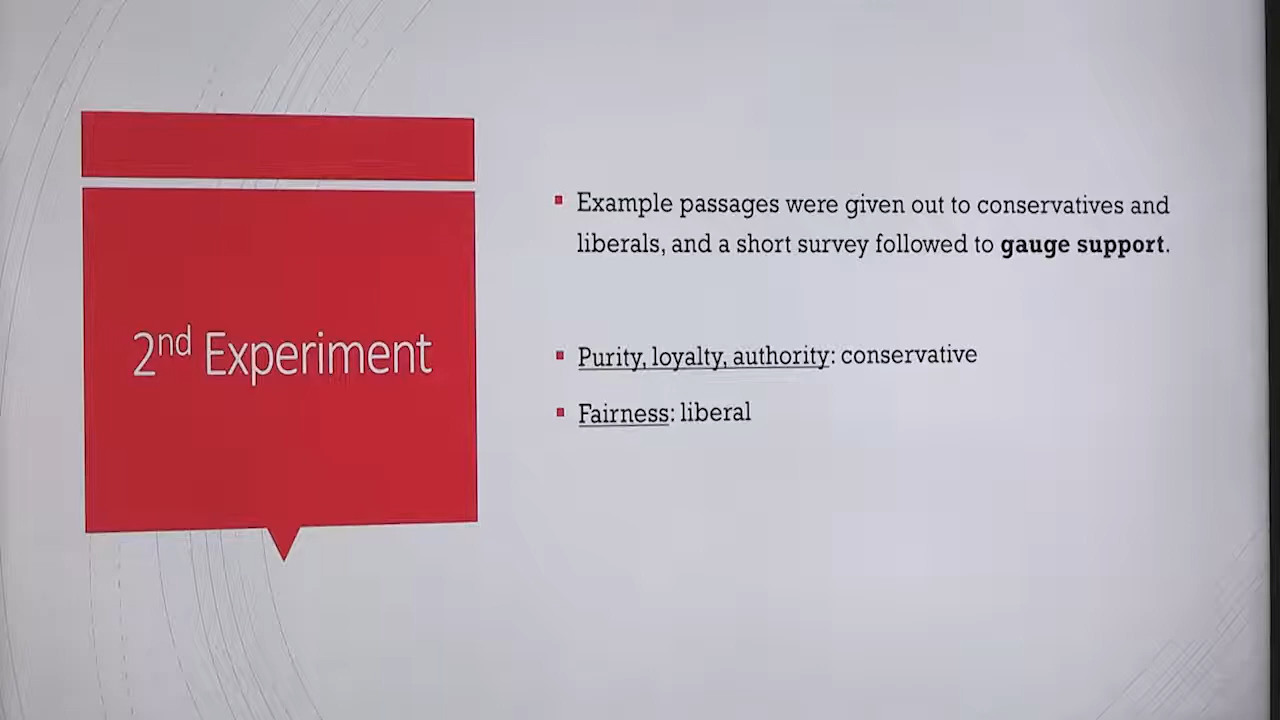 2nd Experiment
Example passages were given out to conservatives and
liberals, and a short survey followed to gauge support.
Purity, loyalty, authority: conservative
Fairness: liberal